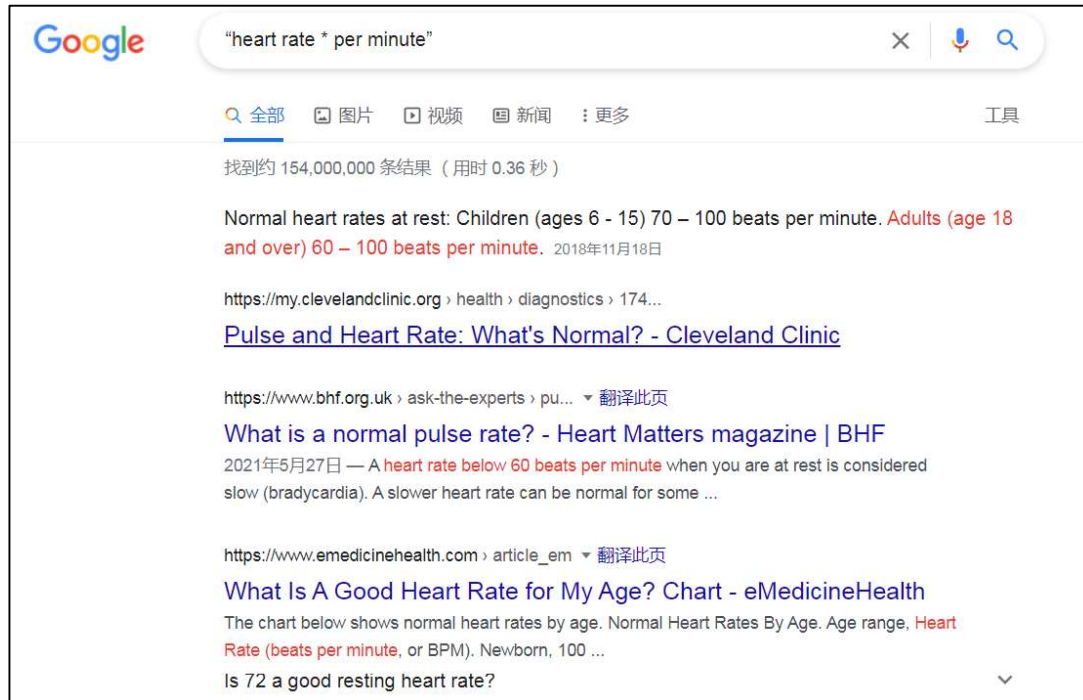 Google
“heart rate * per minute”
全部 图片 视频 新闻 更多 工具
找到约 154,000,000 条结果 （用时 0.36 秒）
Normal heart rates at rest: Children (ages 6 - 15) 70 – 100 beats per minute. Adults (age 18
and over) 60 – 100 beats per minute. 2018年11月18日
https://my.clevelandclinic.org › health › diagnostics › 174...
Pulse and Heart Rate: What's Normal? - Cleveland Clinic
https://www.bhf.org.uk › ask-the-experts › pu... 翻译此页
What is a normal pulse rate? - Heart Matters magazine | BHF
2021年5月27日 — A heart rate below 60 beats per minute when you are at rest is considered
slow (bradycardia). A slower heart rate can be normal for some ...
https://www.emedicinehealth.com › article_em 翻译此页
What Is A Good Heart Rate for My Age? Chart - eMedicineHealth
The chart below shows normal heart rates by age. Normal Heart Rates By Age. Age range, Heart
Rate (beats per minute, or BPM). Newborn, 100 ...
Is 72 a good resting heart rate?